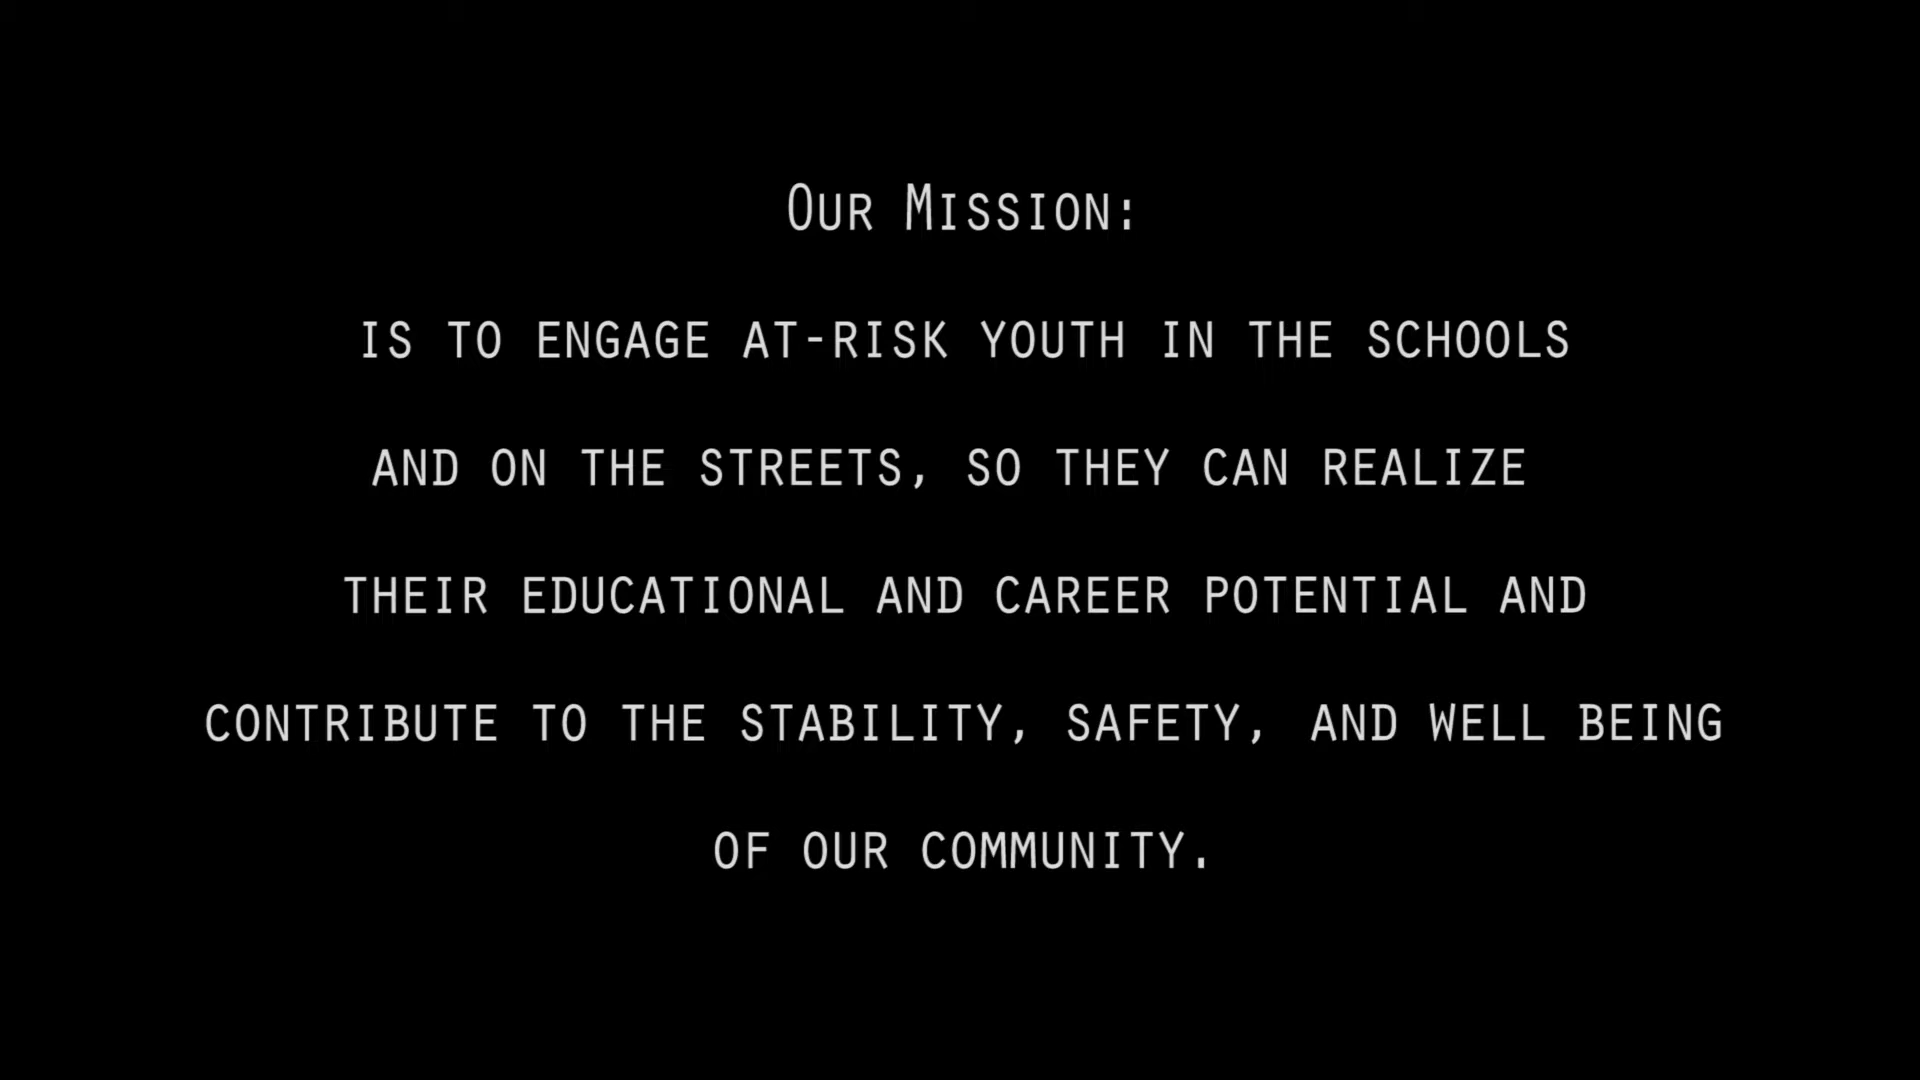 Our Mission:
is to engage at-risk youth in the schools
and on the streets, so they can realize
their educational and career potential and
contribute to the stability, safety, and well being
of our community.